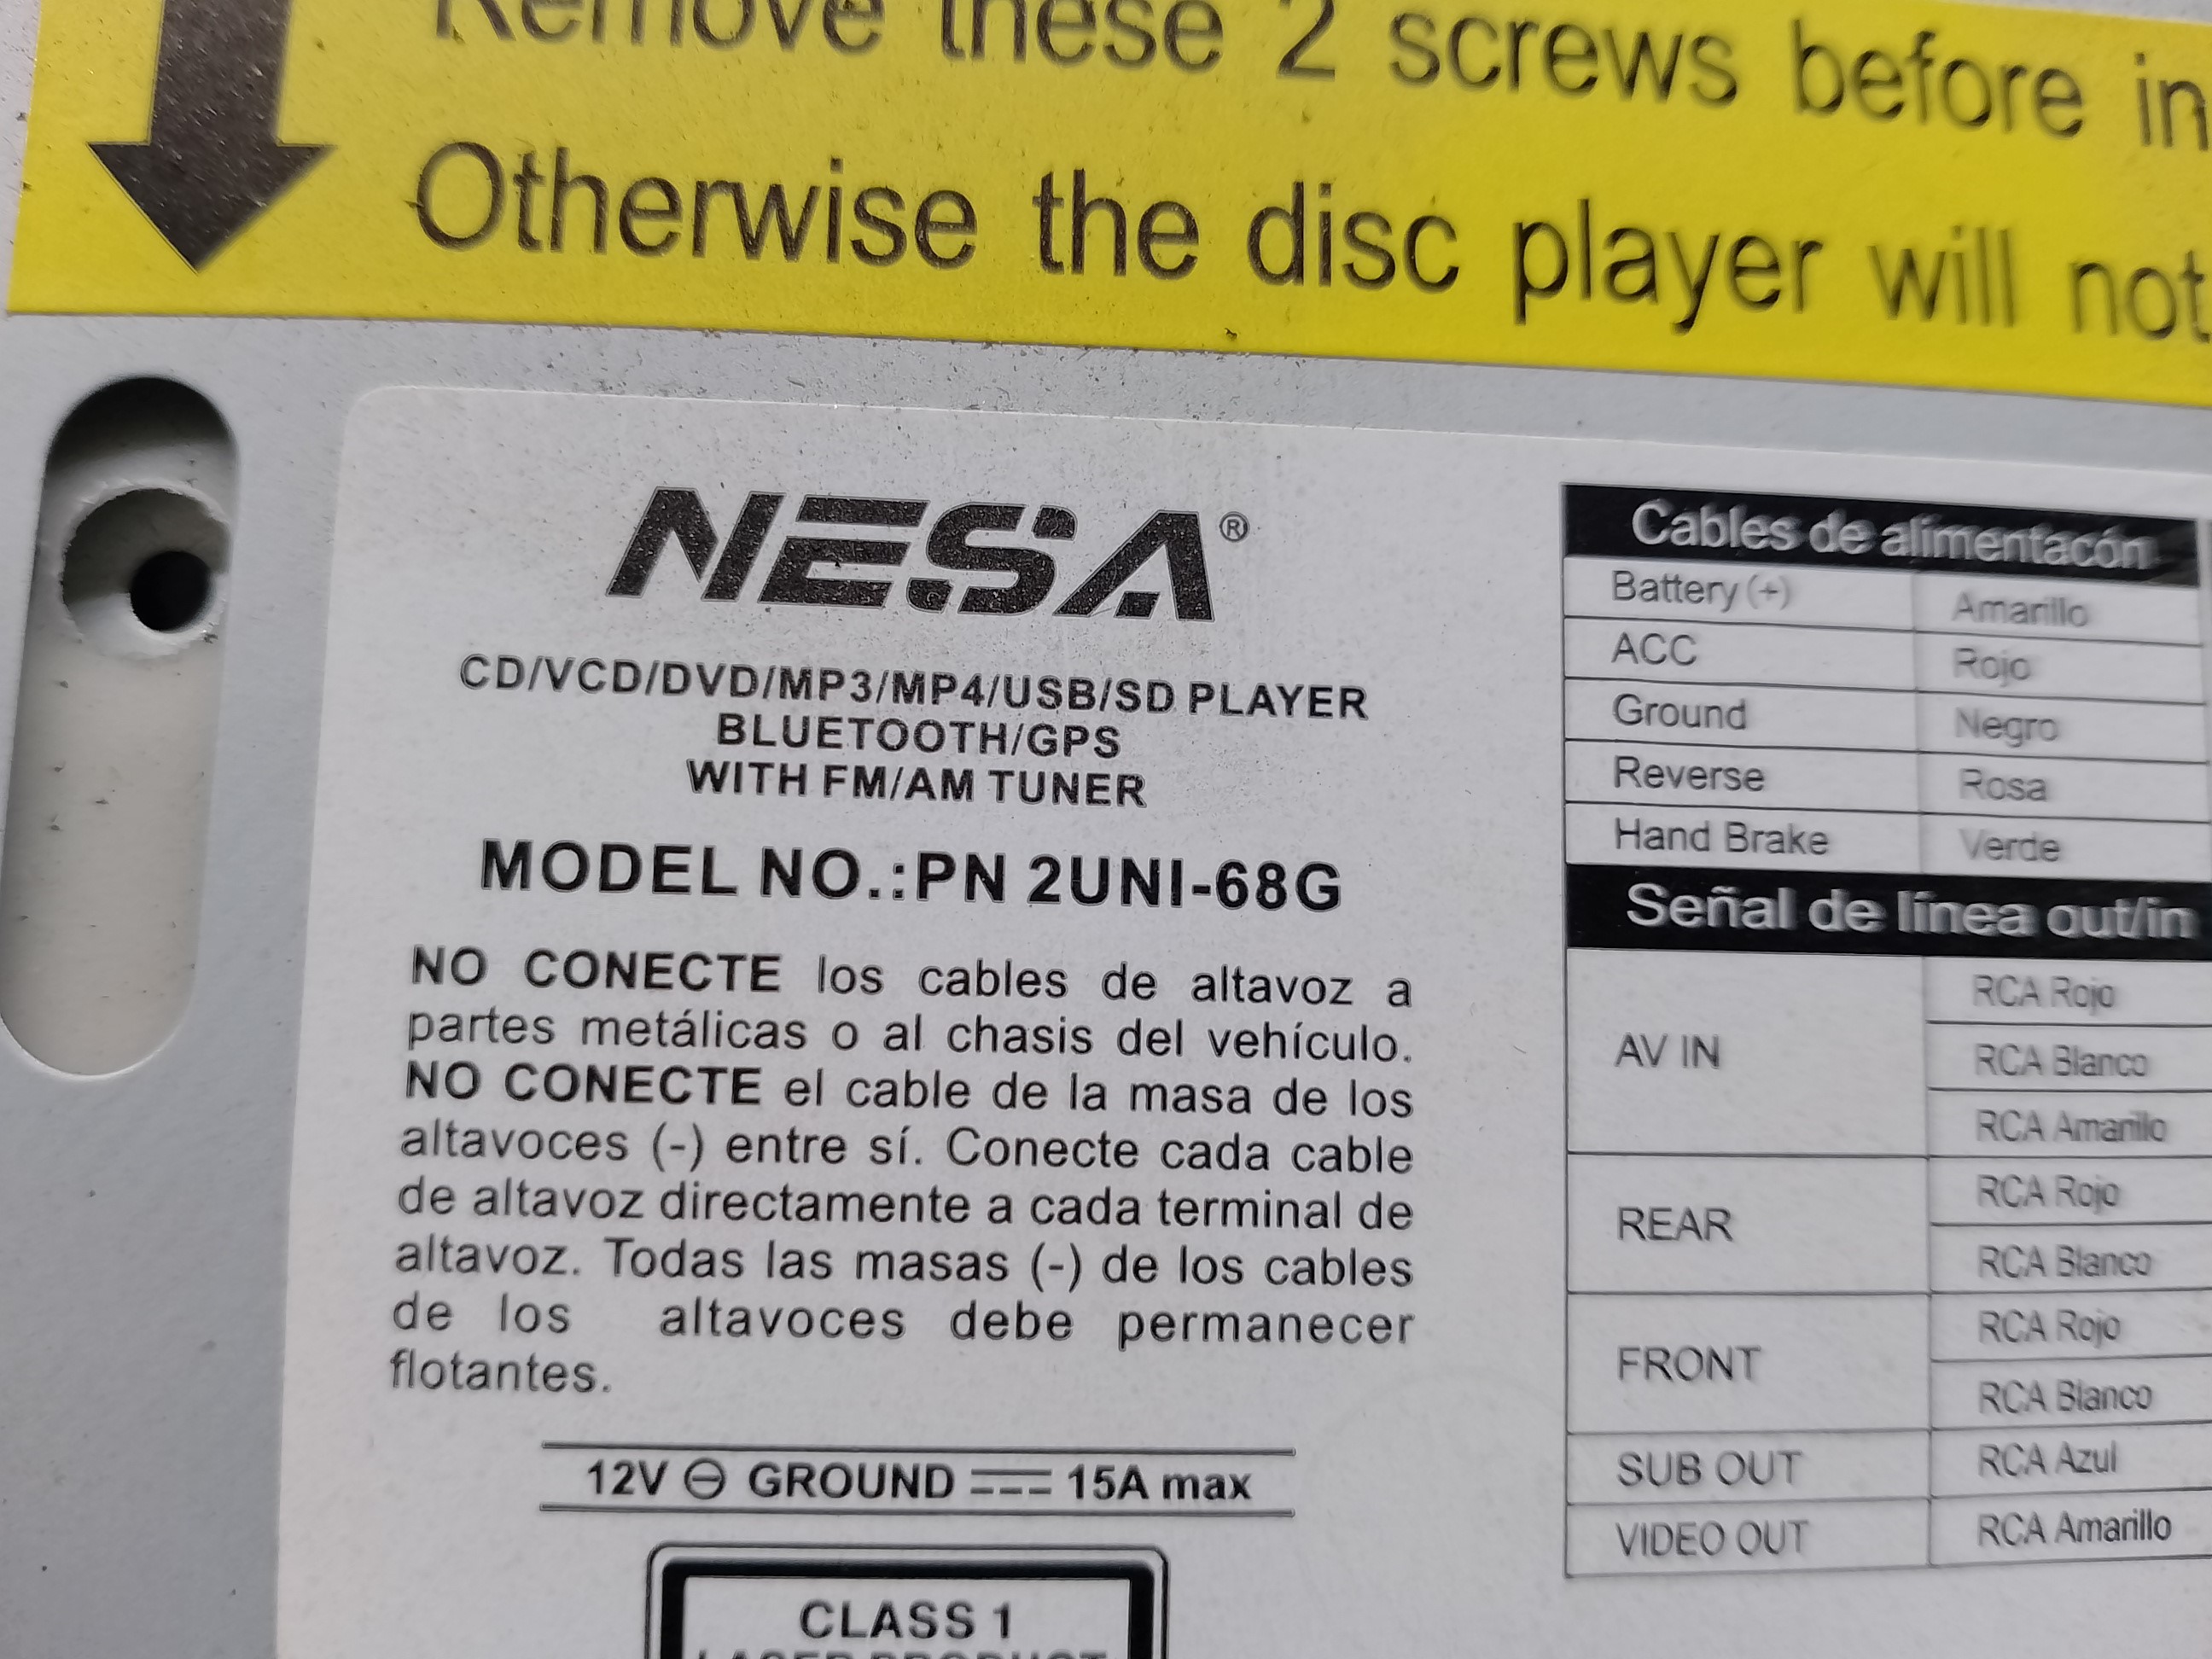 Remove these 2 screws before in
Otherwise the disc player will not
NESA®
CD/VCD/DVD/MP3/MP4/USB/SD PLAYER
BLUETOOTH/GPS
WITH FM/AM TUNER
MODEL NO.:PN 2UNI-68G
NO CONECTE los cables de altavoz a
partes metálicas o al chasis del vehículo.
NO CONECTE el cable de la masa de los
altavoces (-) entre sí. Conecte cada cable
de altavoz directamente a cada terminal de
altavoz. Todas las masas (-) de los cables
de los altavoces debe permanecer
flotantes.
12V ⊖ GROUND 15A max
CLASS 1
LASER PRODUCT
Cables de alimentacón
Battery (+) Amarillo
ACC Rojo
Ground Negro
Reverse Rosa
Hand Brake Verde
Señal de línea out/in
AV IN
RCA Rojo
RCA Blanco
RCA Amarillo
REAR
RCA Rojo
RCA Blanco
FRONT
RCA Rojo
RCA Blanco
SUB OUT RCA Azul
VIDEO OUT RCA Amarillo